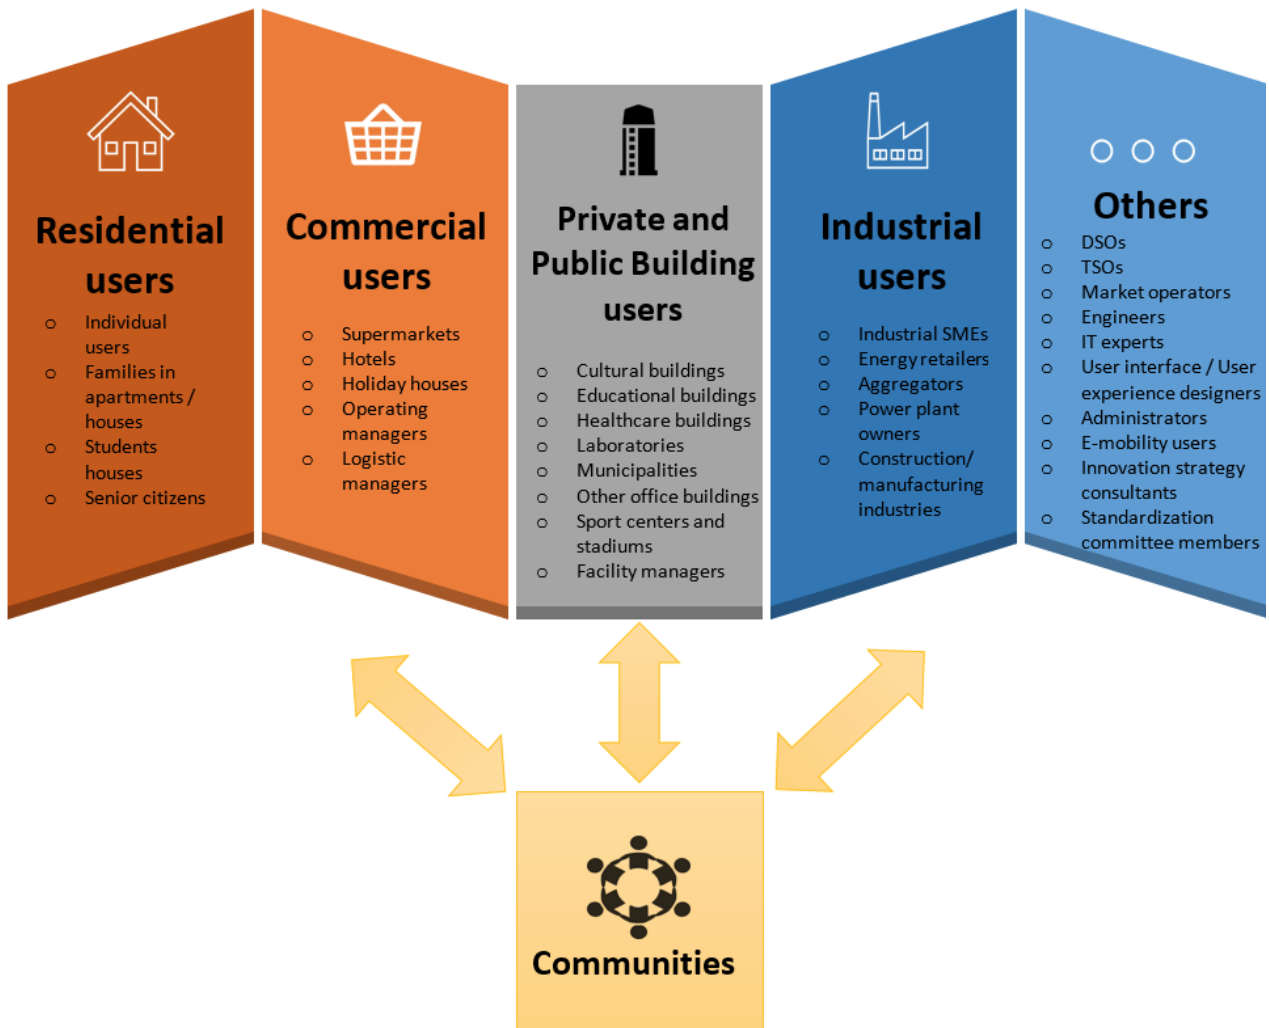 Residential
users
o Individual
users
o Families in
apartments /
houses
o Students
houses
o Senior citizens
Commercial
users
o Supermarkets
o Hotels
o Holiday houses
o Operating
managers
o Logistic
managers
Private and
Public Building
users
o Cultural buildings
o Educational buildings
o Healthcare buildings
o Laboratories
o Municipalities
o Other office buildings
o Sport centers and
stadiums
o Facility managers
Industrial
users
o Industrial SMEs
o Energy retailers
o Aggregators
o Power plant
owners
o Construction/
manufacturing
industries
Others
o DSOs
o TSOs
o Market operators
o Engineers
o IT experts
o User interface / User
experience designers
o Administrators
o E-mobility users
o Innovation strategy
consultants
o Standardization
committee members
Communities